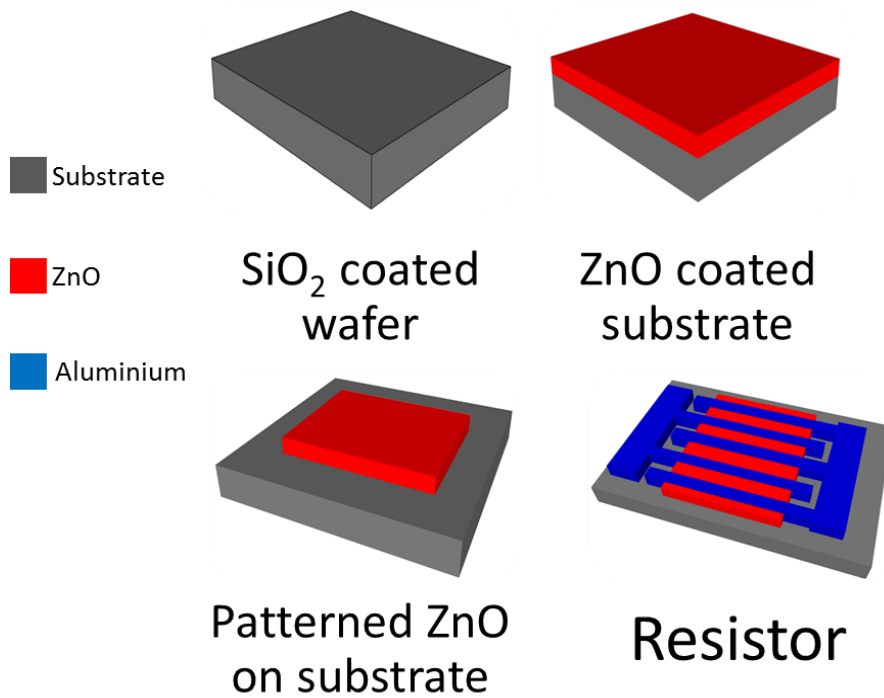 Substrate
ZnO
Aluminium
SiO₂ coated
wafer
ZnO coated
substrate
Patterned ZnO
on substrate
Resistor